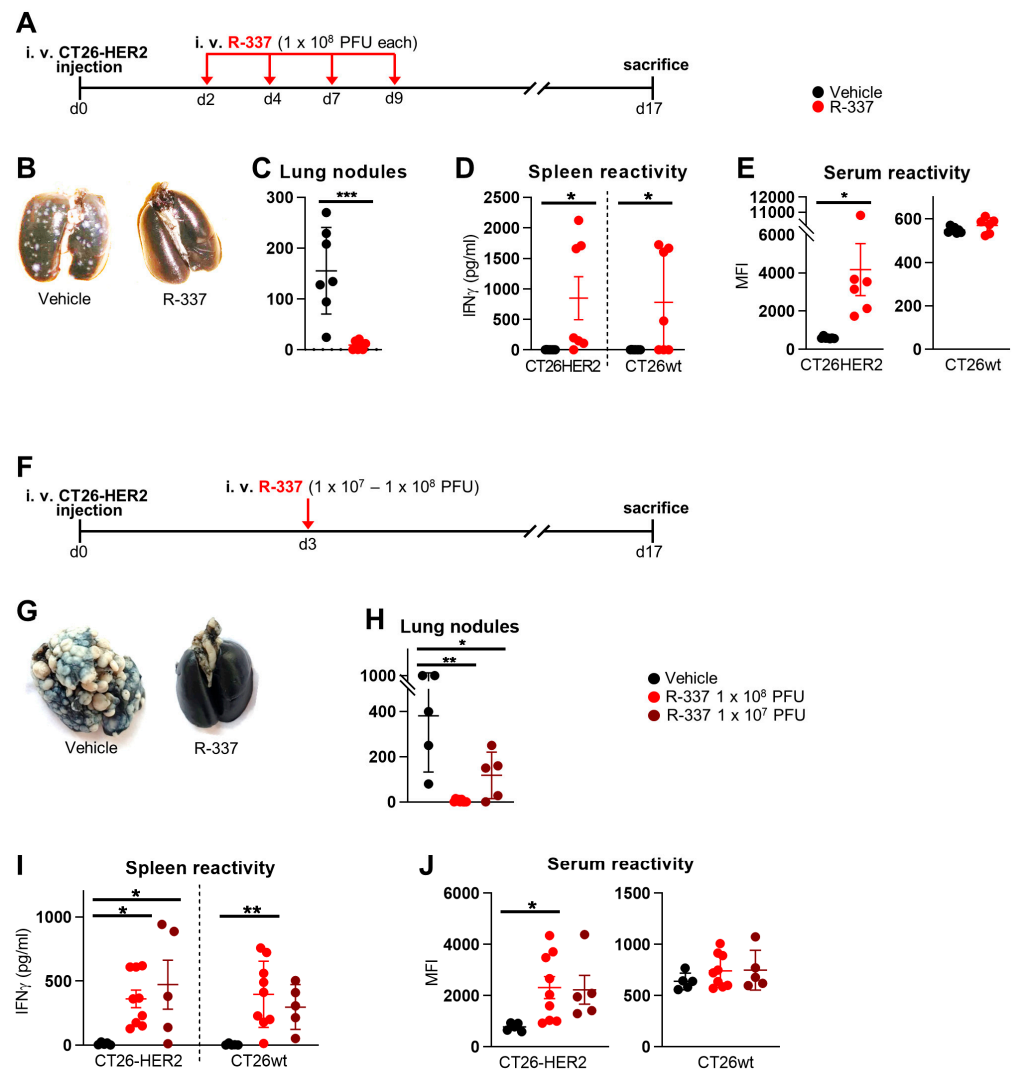 A
i. v. CT26-HER2
injection
i. v. R-337 (1 x 10⁸ PFU each)
sacrifice
d0
d2
d4
d7
d9
d17
Vehicle
R-337
B
Vehicle
R-337
C
Lung nodules
***
300
200
100
0
D
Spleen reactivity
*
*
IFNγ (pg/ml)
2500
2000
1500
1000
500
0
CT26HER2
CT26wt
E
Serum reactivity
*
MFI
12000
11000
6000
4000
2000
0
CT26HER2
600
400
200
0
CT26wt
F
i. v. CT26-HER2
injection
i. v. R-337 (1 x 10⁷ – 1 x 10⁸ PFU)
sacrifice
d0
d3
d17
G
Vehicle
R-337
H
Lung nodules
*
**
1000
400
200
0
Vehicle
R-337 1 x 10⁸ PFU
R-337 1 x 10⁷ PFU
I
Spleen reactivity
*
*
**
IFNγ (pg/ml)
1000
500
0
CT26-HER2
CT26wt
J
Serum reactivity
*
MFI
6000
4000
2000
0
CT26-HER2
1500
1000
500
0
CT26wt